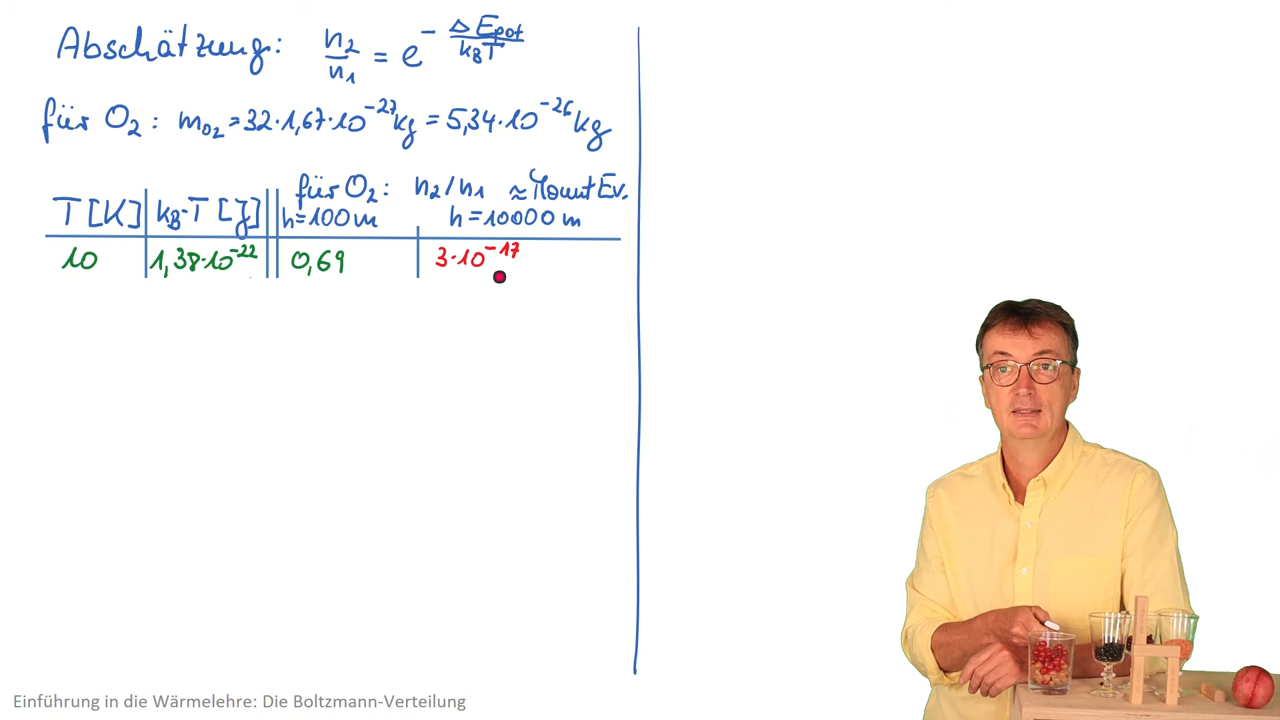 Abschätzung: n₂/n₁ = e^(-ΔE_pot/(k_B T))
für O₂: m_O₂ = 32·1,67·10⁻²⁷ kg = 5,34·10⁻²⁶ kg
für O₂: n₂/n₁ ≈ Mount Ev.
T [K] k_B·T [J] h=100m h=10000 m
10 1,38·10⁻²² 0,69 3·10⁻¹⁷
Einführung in die Wärmelehre: Die Boltzmann-Verteilung